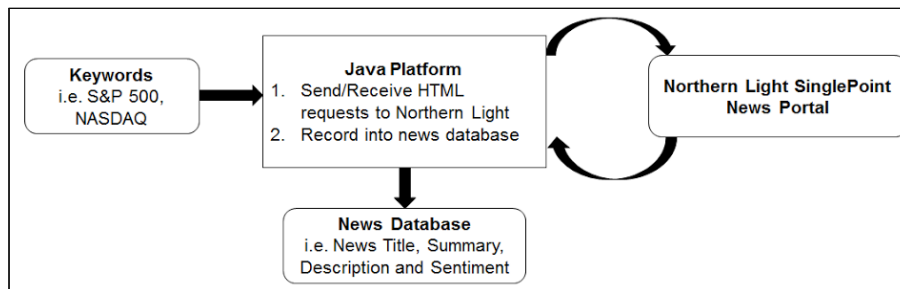 Keywords
i.e. S&P 500,
NASDAQ
Java Platform
1. Send/Receive HTML
requests to Northern Light
2. Record into news database
Northern Light SinglePoint
News Portal
News Database
i.e. News Title, Summary,
Description and Sentiment